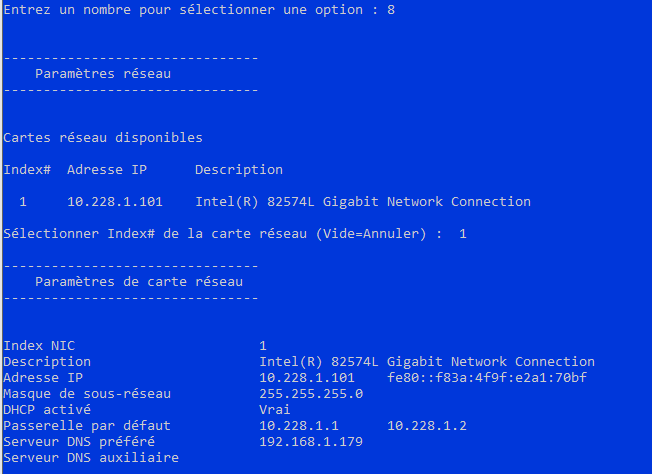 Entrez un nombre pour sélectionner une option : 8
--------------------------------
Paramètres réseau
--------------------------------
Cartes réseau disponibles
Index#  Adresse IP      Description
1     10.228.1.101    Intel(R) 82574L Gigabit Network Connection
Sélectionner Index# de la carte réseau (Vide=Annuler) :  1
--------------------------------
Paramètres de carte réseau
--------------------------------
Index NIC                       1
Description                     Intel(R) 82574L Gigabit Network Connection
Adresse IP                      10.228.1.101    fe80::f83a:4f9f:e2a1:70bf
Masque de sous-réseau           255.255.255.0
DHCP activé                     Vrai
Passerelle par défaut           10.228.1.1      10.228.1.2
Serveur DNS préféré             192.168.1.179
Serveur DNS auxiliaire